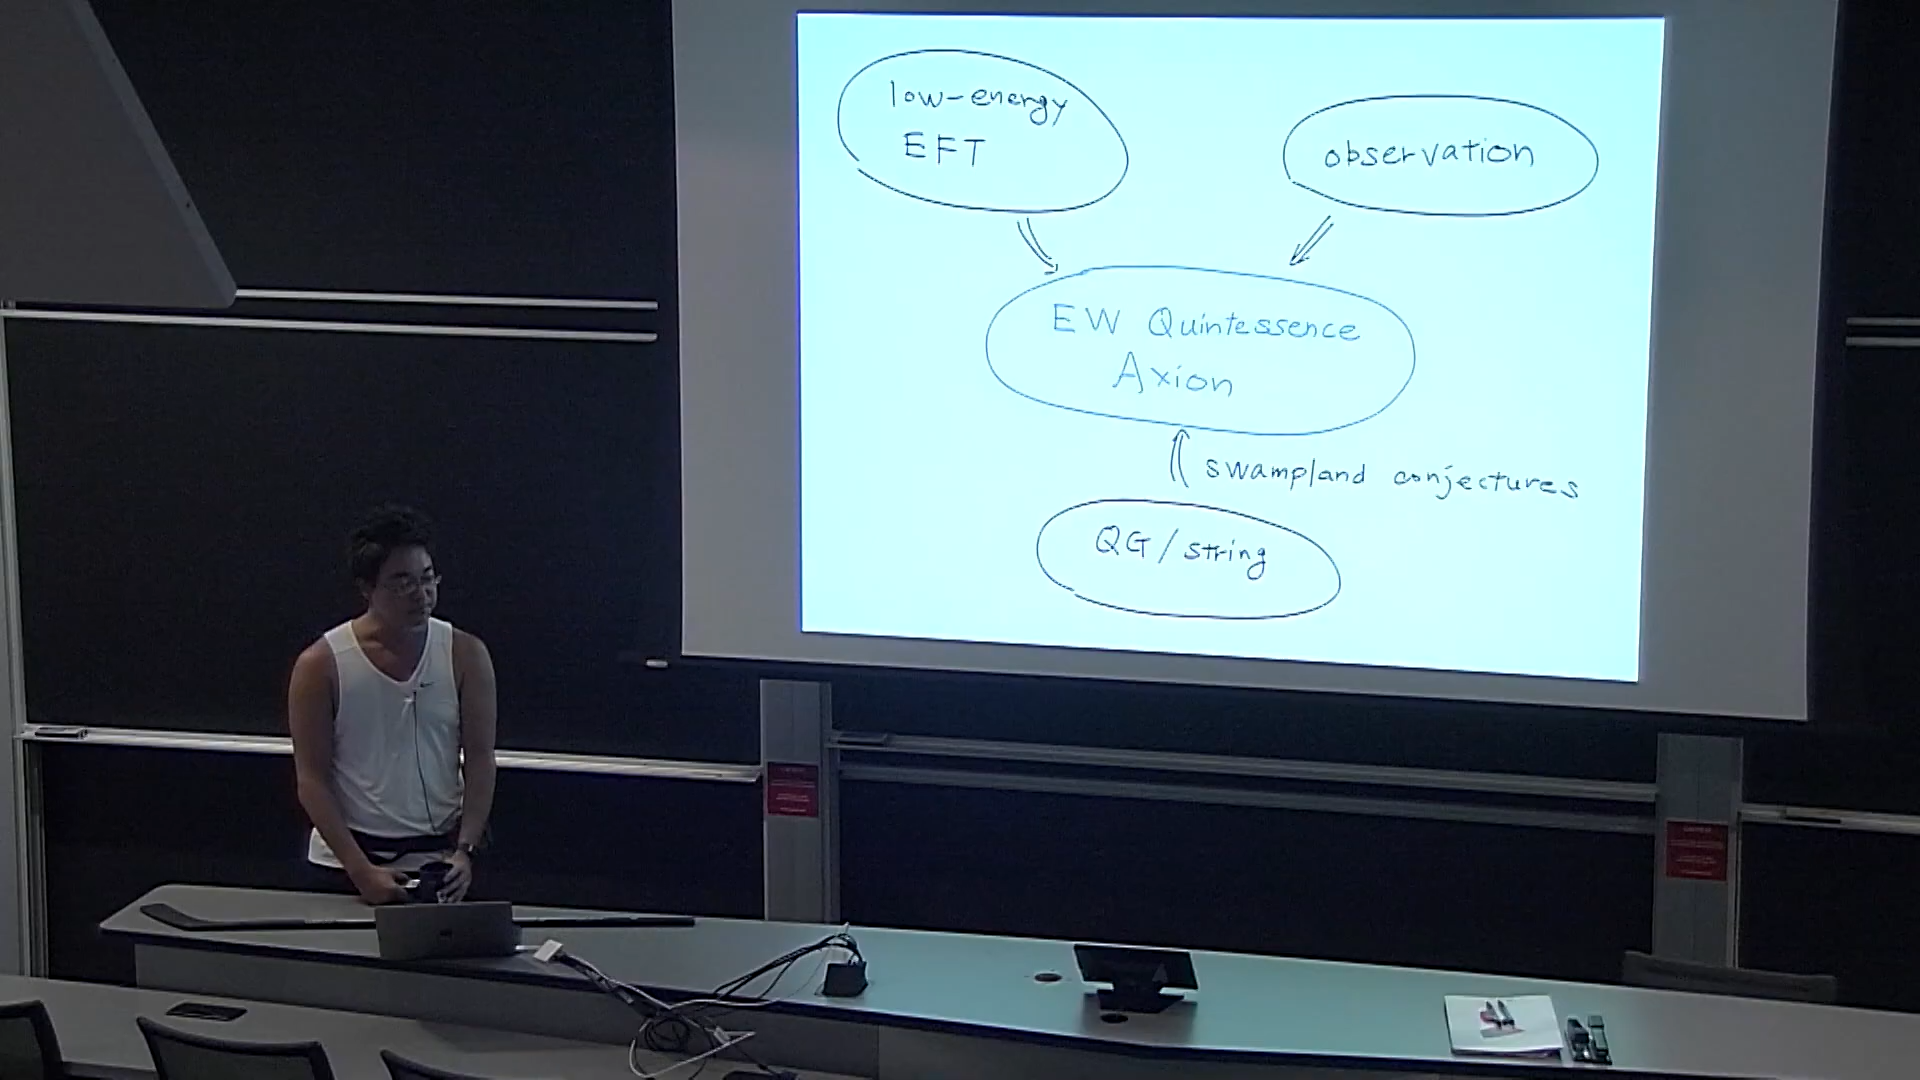 low-energy
EFT
observation
EW Quintessence
Axion
swampland conjectures
QG/string